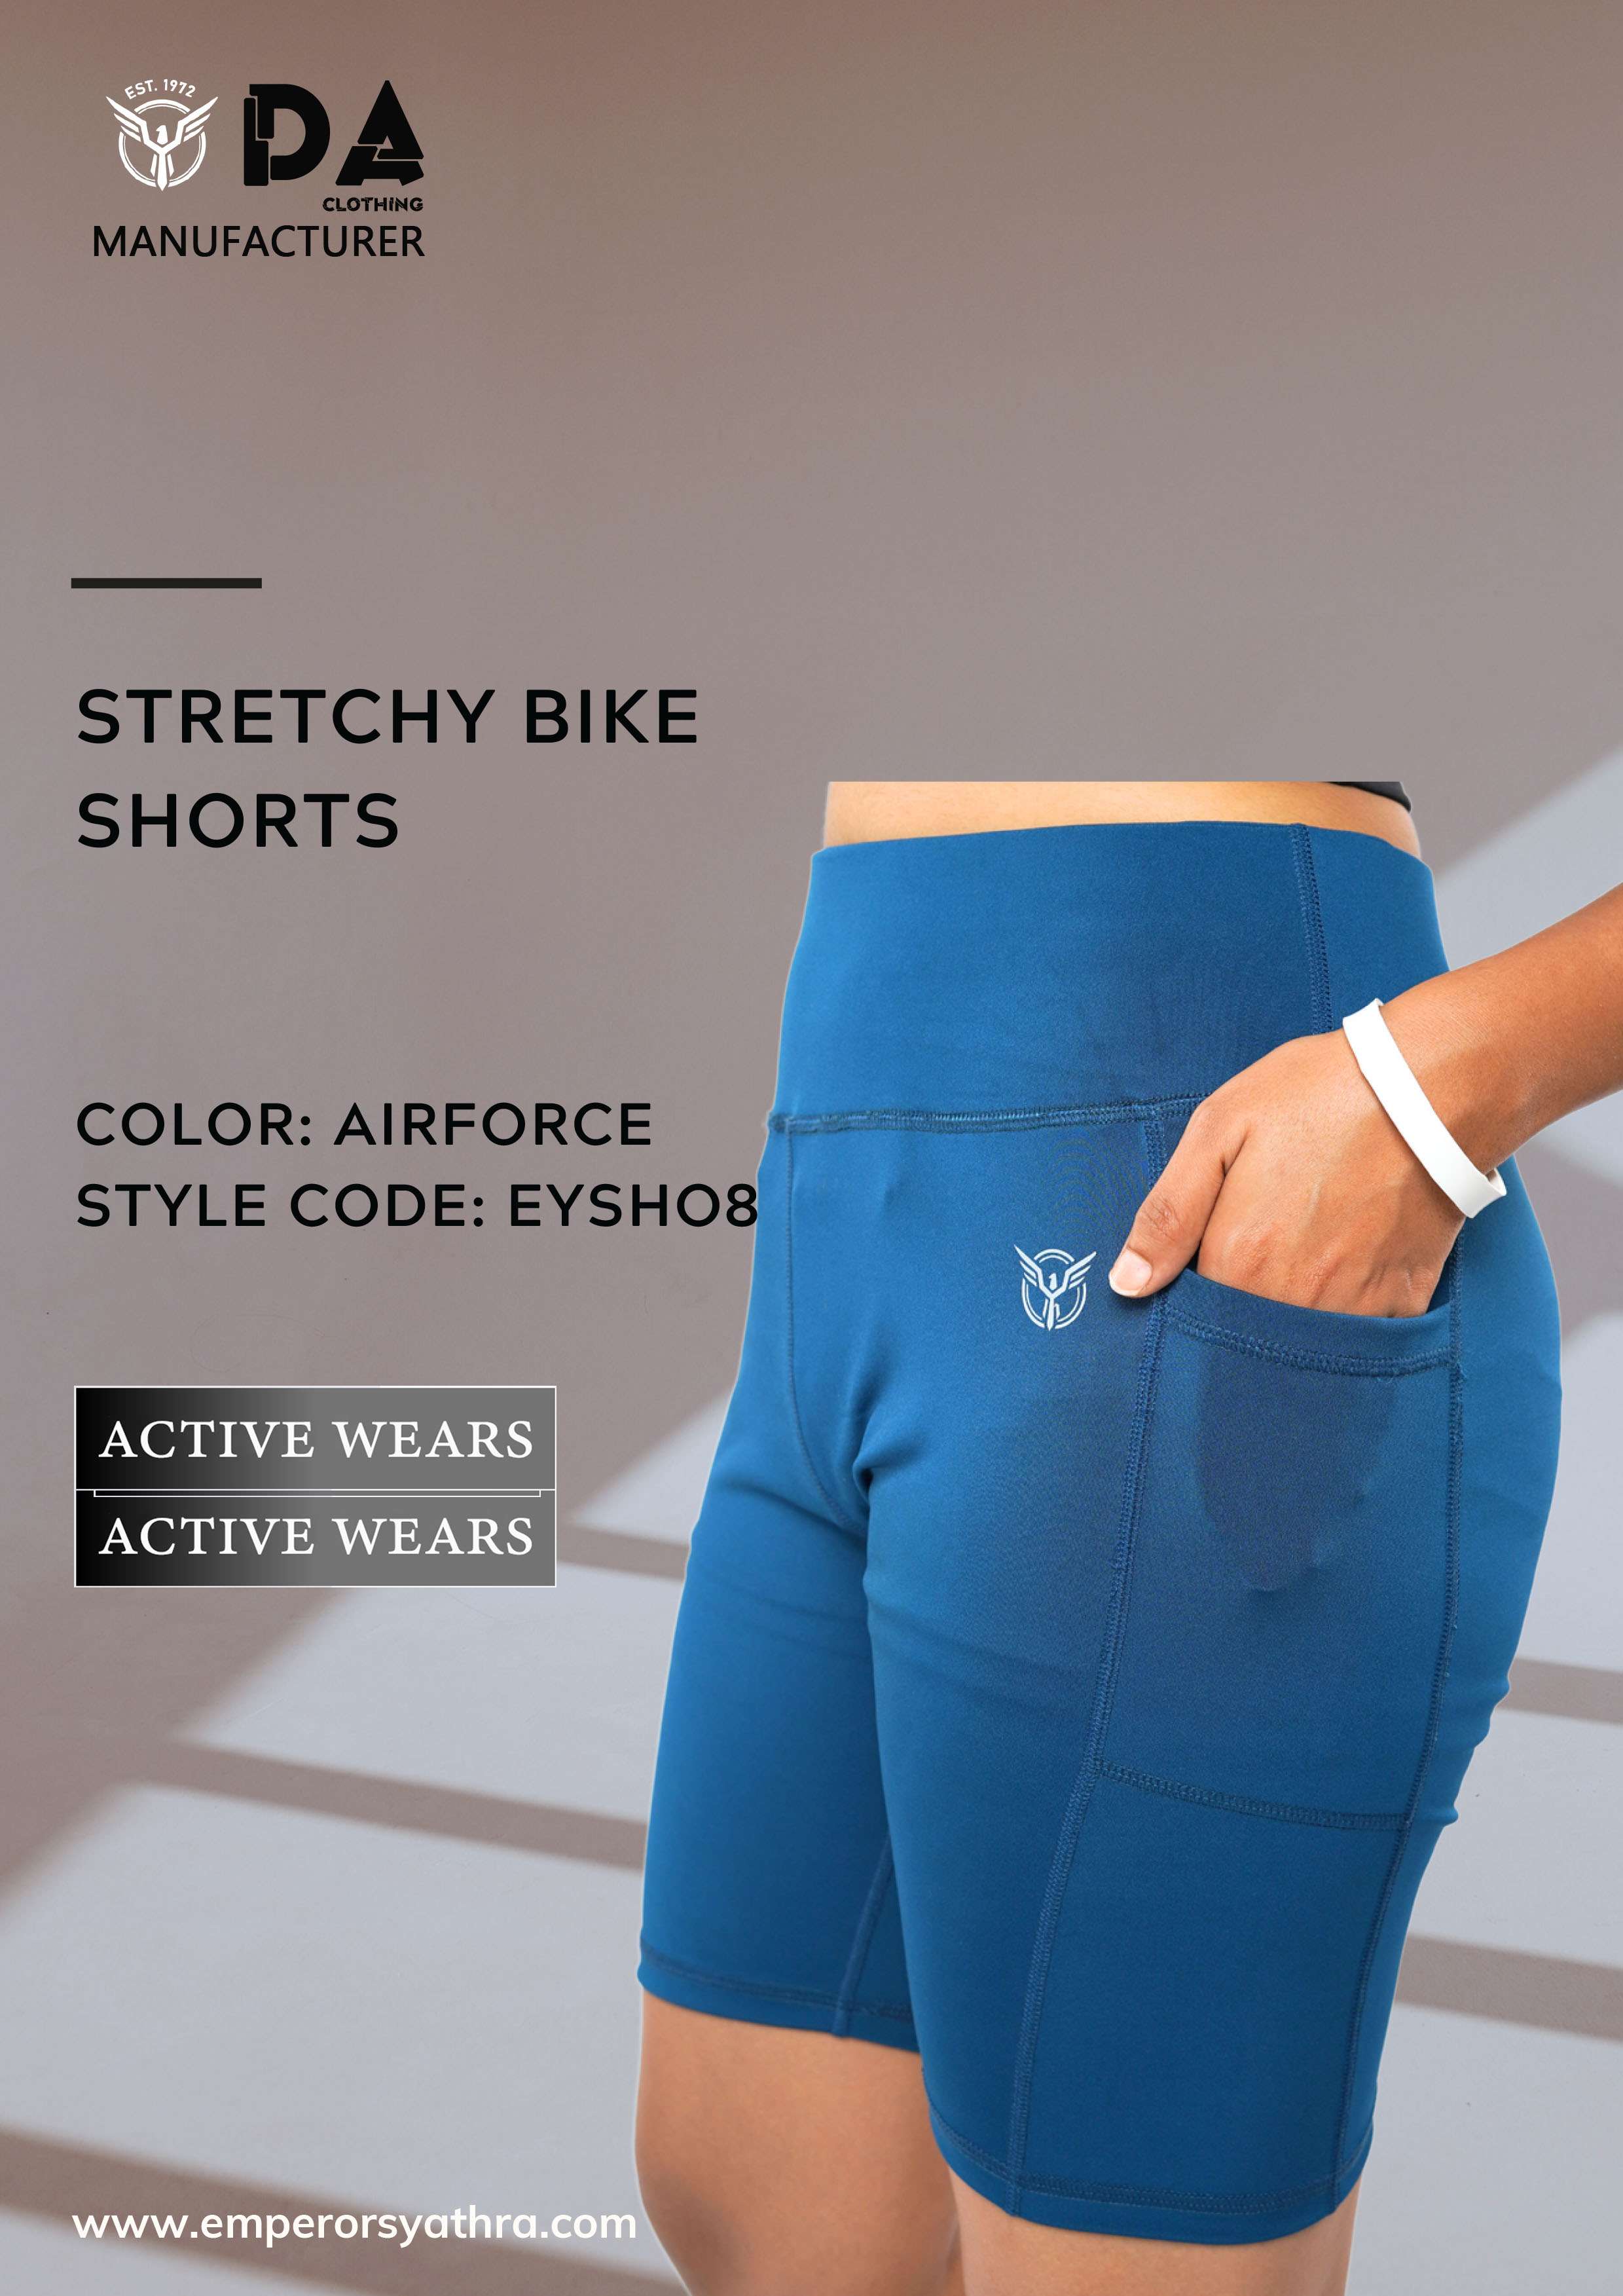 EST. 1972
DA
CLOTHING
MANUFACTURER
STRETCHY BIKE
SHORTS
COLOR: AIRFORCE
STYLE CODE: EYSHO8
ACTIVE WEARS
ACTIVE WEARS
www.emperorsyathra.com